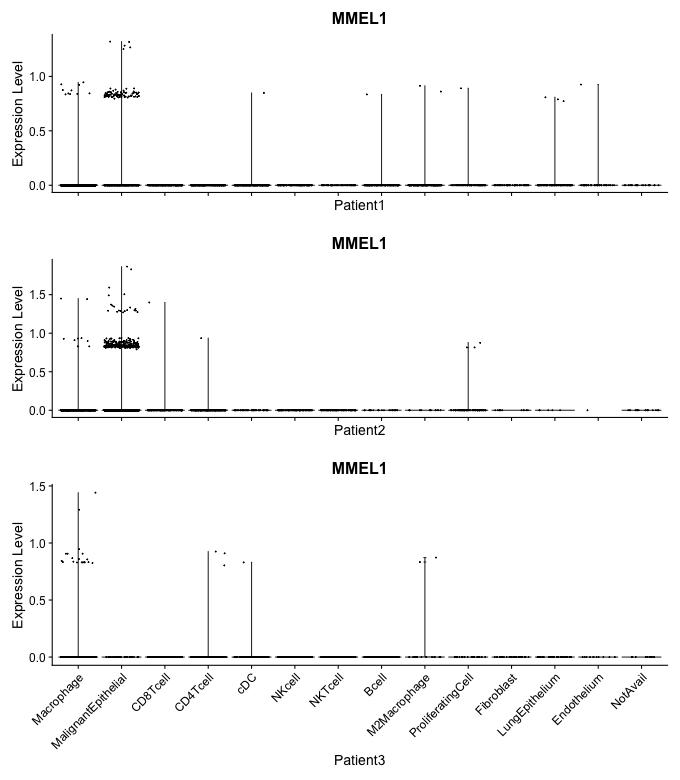 MMEL1
Expression Level
1.0
0.5
0.0
Patient1
MMEL1
Expression Level
1.5
1.0
0.5
0.0
Patient2
MMEL1
Expression Level
1.5
1.0
0.5
0.0
Macrophage
MalignantEpithelial
CD8Tcell
CD4Tcell
cDC
NKcell
NKTcell
Bcell
M2Macrophage
ProliferatingCell
Fibroblast
LungEpithelium
Endothelium
NotAvail
Patient3